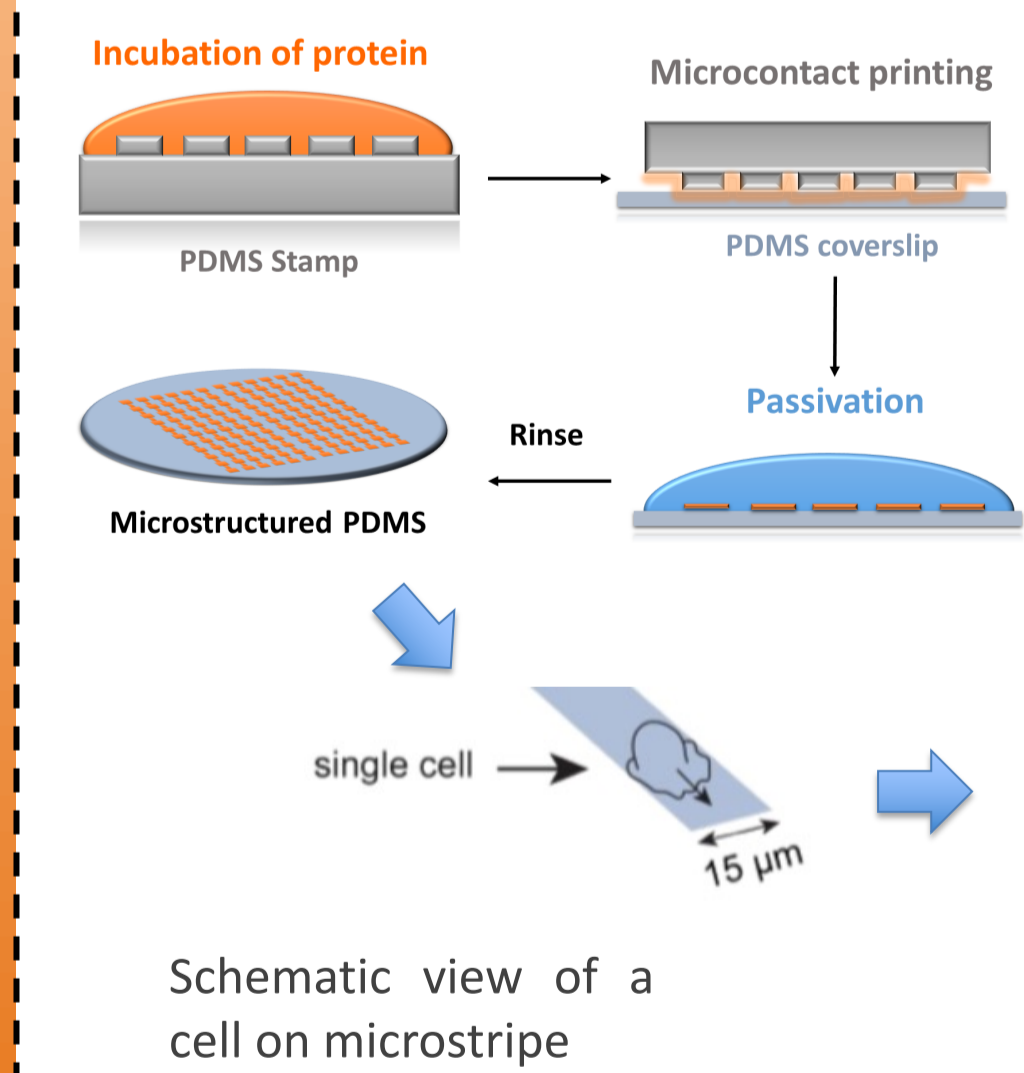 Incubation of protein
Microcontact printing
PDMS Stamp
PDMS coverslip
Passivation
Rinse
Microstructured PDMS
single cell
15 μm
Schematic view of a
cell on microstripe